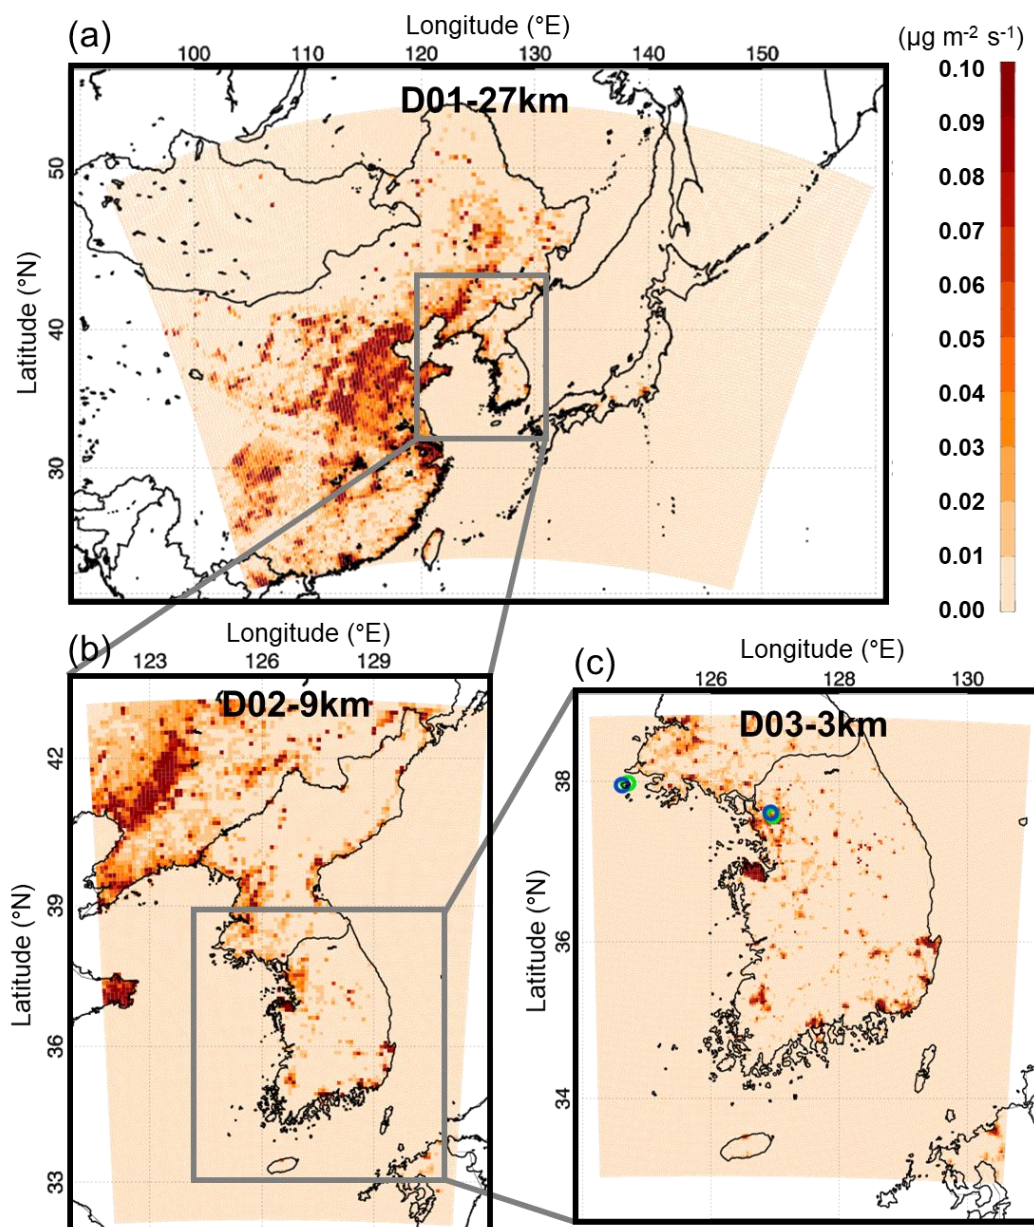 (a)
Longitude (°E)
100 110 120 130 140 150
D01-27km
Latitude (°N)
50
40
30
(μg m-2 s-1)
0.10
0.09
0.08
0.07
0.06
0.05
0.04
0.03
0.02
0.01
0.00
(b)
Longitude (°E)
123 126 129
D02-9km
Latitude (°N)
42
39
36
33
(c)
Longitude (°E)
126 128 130
D03-3km
Latitude (°N)
38
36
34